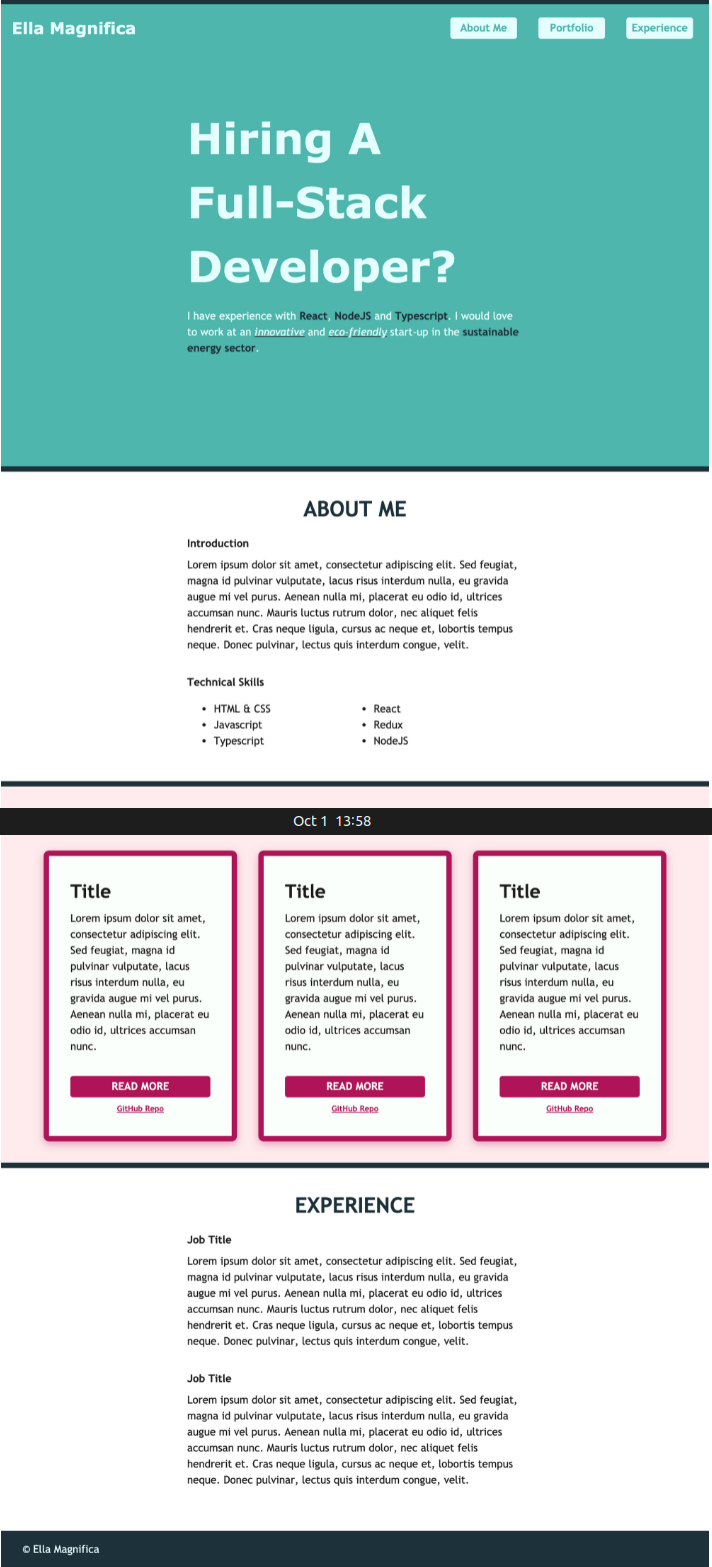 Ella Magnifica
About Me
Portfolio
Experience
Hiring A
Full-Stack
Developer?
I have experience with React, NodeJS and Typescript. I would love
to work at an innovative and eco-friendly start-up in the sustainable
energy sector.
ABOUT ME
Introduction
Lorem ipsum dolor sit amet, consectetur adipiscing elit. Sed feugiat,
magna id pulvinar vulputate, lacus risus interdum nulla, eu gravida
augue mi vel purus. Aenean nulla mi, placerat eu odio id, ultrices
accumsan nunc. Mauris luctus rutrum dolor, nec aliquet felis
hendrerit et. Cras neque ligula, cursus ac neque et, lobortis tempus
neque. Donec pulvinar, lectus quis interdum congue, velit.
Technical Skills
• HTML & CSS
• Javascript
• Typescript
• React
• Redux
• NodeJS
Oct 1 13:58
Title
Lorem ipsum dolor sit amet,
consectetur adipiscing elit.
Sed feugiat, magna id
pulvinar vulputate, lacus
risus interdum nulla, eu
gravida augue mi vel purus.
Aenean nulla mi, placerat eu
odio id, ultrices accumsan
nunc.
READ MORE
GitHub Repo
Title
Lorem ipsum dolor sit amet,
consectetur adipiscing elit.
Sed feugiat, magna id
pulvinar vulputate, lacus
risus interdum nulla, eu
gravida augue mi vel purus.
Aenean nulla mi, placerat eu
odio id, ultrices accumsan
nunc.
READ MORE
GitHub Repo
Title
Lorem ipsum dolor sit amet,
consectetur adipiscing elit.
Sed feugiat, magna id
pulvinar vulputate, lacus
risus interdum nulla, eu
gravida augue mi vel purus.
Aenean nulla mi, placerat eu
odio id, ultrices accumsan
nunc.
READ MORE
GitHub Repo
EXPERIENCE
Job Title
Lorem ipsum dolor sit amet, consectetur adipiscing elit. Sed feugiat,
magna id pulvinar vulputate, lacus risus interdum nulla, eu gravida
augue mi vel purus. Aenean nulla mi, placerat eu odio id, ultrices
accumsan nunc. Mauris luctus rutrum dolor, nec aliquet felis
hendrerit et. Cras neque ligula, cursus ac neque et, lobortis tempus
neque. Donec pulvinar, lectus quis interdum congue, velit.
Job Title
Lorem ipsum dolor sit amet, consectetur adipiscing elit. Sed feugiat,
magna id pulvinar vulputate, lacus risus interdum nulla, eu gravida
augue mi vel purus. Aenean nulla mi, placerat eu odio id, ultrices
accumsan nunc. Mauris luctus rutrum dolor, nec aliquet felis
hendrerit et. Cras neque ligula, cursus ac neque et, lobortis tempus
neque. Donec pulvinar, lectus quis interdum congue, velit.
© Ella Magnifica